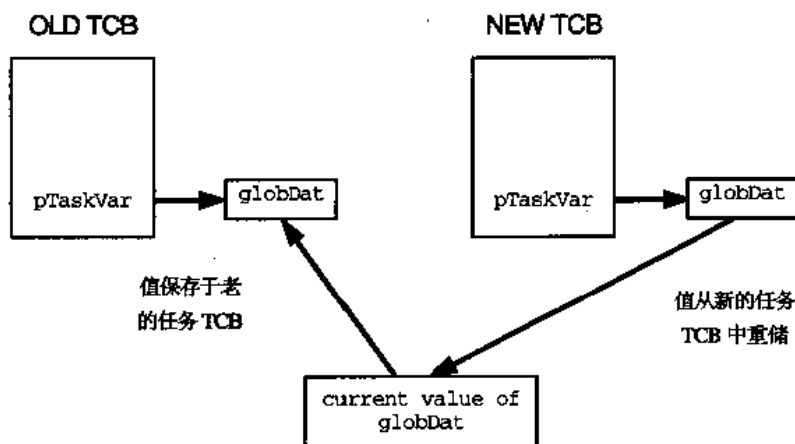 OLD TCB
NEW TCB
pTaskVar
globDat
pTaskVar
globDat
值保存于老
的任务 TCB
值从新的任务
TCB 中重储
current value of
globDat